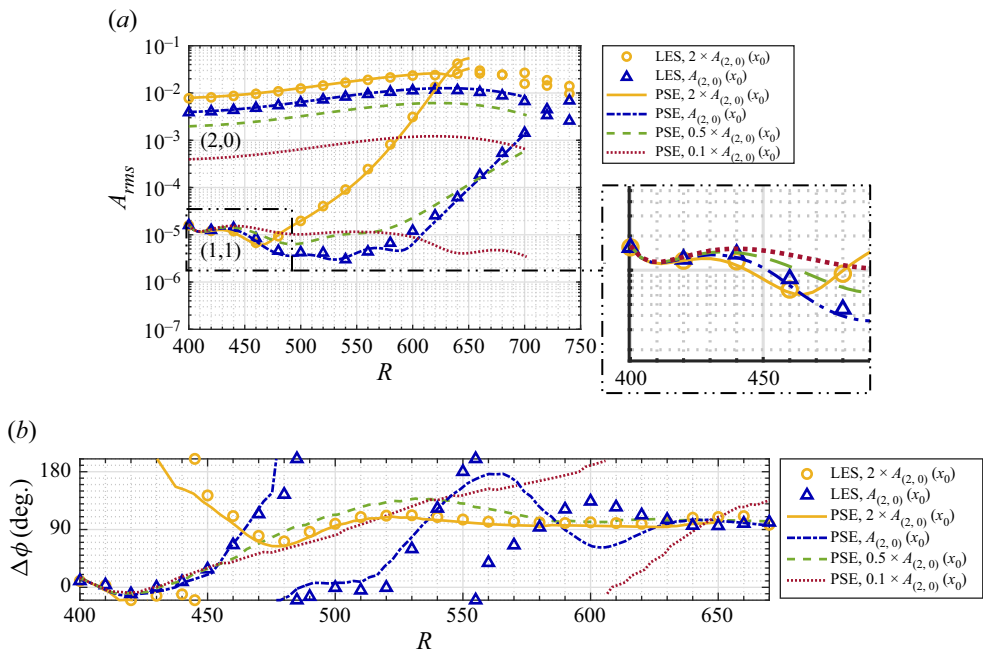 (a)
10⁻¹
10⁻²
10⁻³
10⁻⁴
10⁻⁵
10⁻⁶
10⁻⁷
A_rms
(2,0)
(1,1)
400 450 500 550 600 650 700 750
R
LES, 2 × A_(2, 0) (x_0)
LES, A_(2, 0) (x_0)
PSE, 2 × A_(2, 0) (x_0)
PSE, A_(2, 0) (x_0)
PSE, 0.5 × A_(2, 0) (x_0)
PSE, 0.1 × A_(2, 0) (x_0)
400 450
(b)
180
90
0
Δϕ (deg.)
400 450 500 550 600 650
R
LES, 2 × A_(2, 0) (x_0)
LES, A_(2, 0) (x_0)
PSE, 2 × A_(2, 0) (x_0)
PSE, A_(2, 0) (x_0)
PSE, 0.5 × A_(2, 0) (x_0)
PSE, 0.1 × A_(2, 0) (x_0)